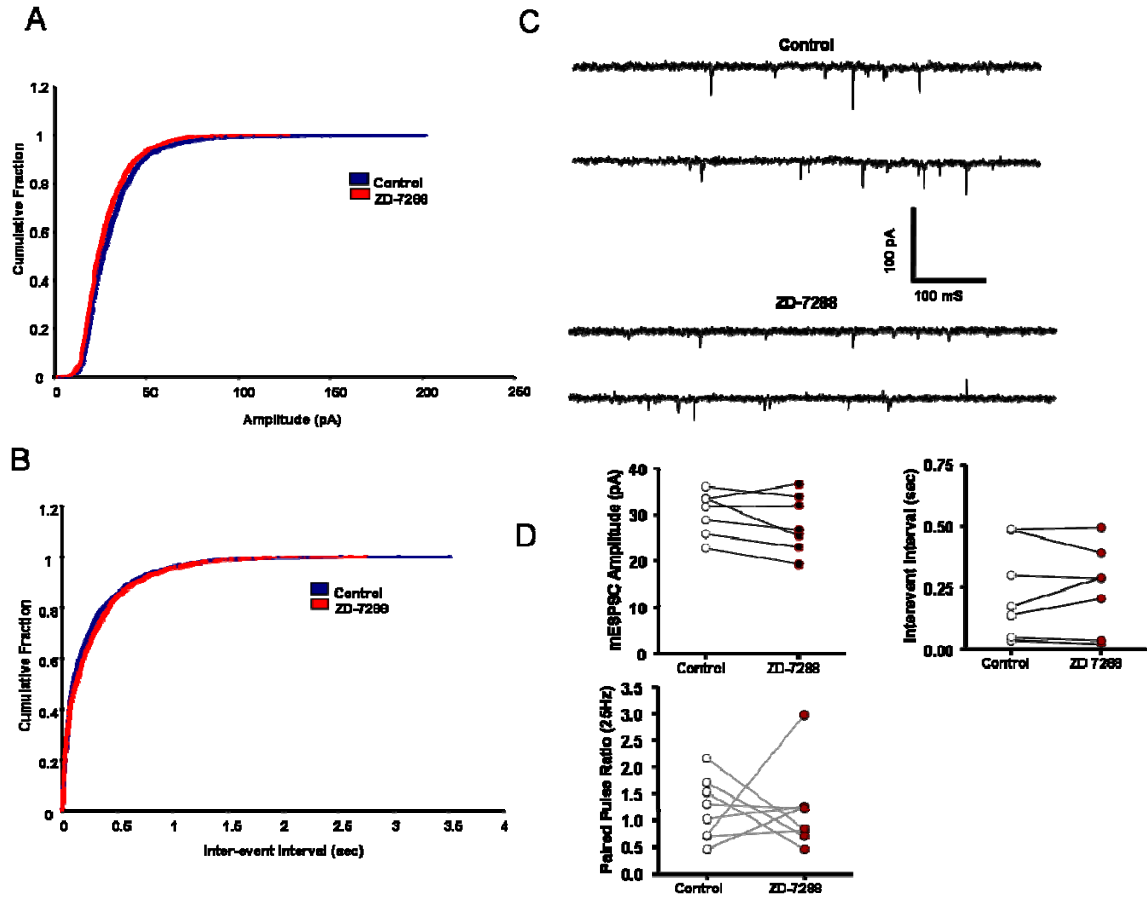 A
1.2
1
0.8
0.6
0.4
0.2
0
0
50
100
150
200
250
Cumulative Fraction
Amplitude (pA)
Control
ZD-7288
B
1.2
1
0.8
0.6
0.4
0.2
0
0
0.5
1
1.5
2
2.5
3
3.5
4
Cumulative Fraction
Inter-event Interval (sec)
Control
ZD-7288
C
Control
100 pA
100 mS
ZD-7288
D
mESPSC Amplitude (pA)
40
30
20
10
0
Control
ZD-7288
Interevent Interval (sec)
0.75
0.50
0.25
0.00
Control
ZD 7288
Paired Pulse Ratio (25Hz)
3.5
3.0
2.5
2.0
1.5
1.0
0.5
0.0
Control
ZD-7288